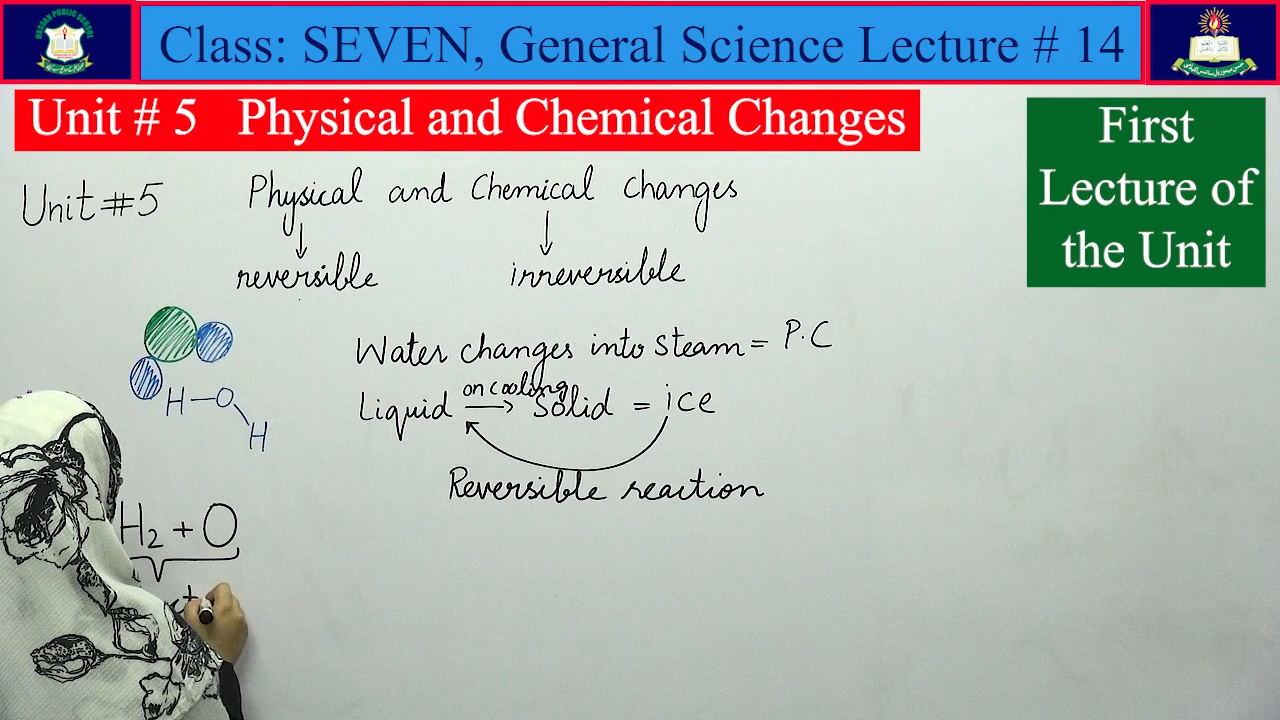 Class: SEVEN, General Science Lecture # 14
Unit # 5 Physical and Chemical Changes
First
Lecture of
the Unit
Unit #5 Physical and Chemical changes
reversible irreversible
Water changes into steam = P.C
on cooling
Liquid → Solid = ice
H—O
H
Reversible reaction
H₂ + O
+